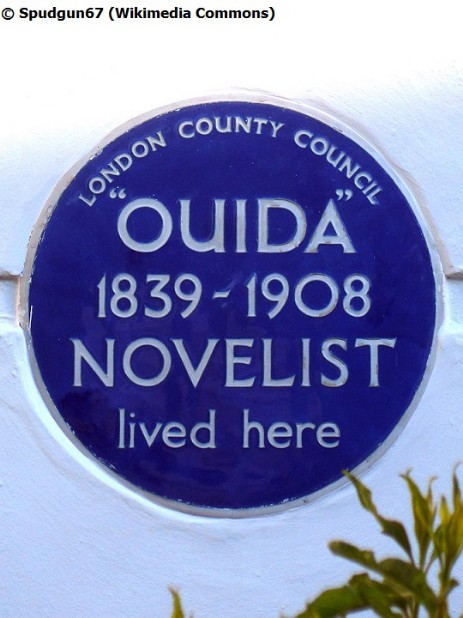 © Spudgun67 (Wikimedia Commons)
LONDON COUNTY COUNCIL
“OUIDA”
1839-1908
NOVELIST
lived here